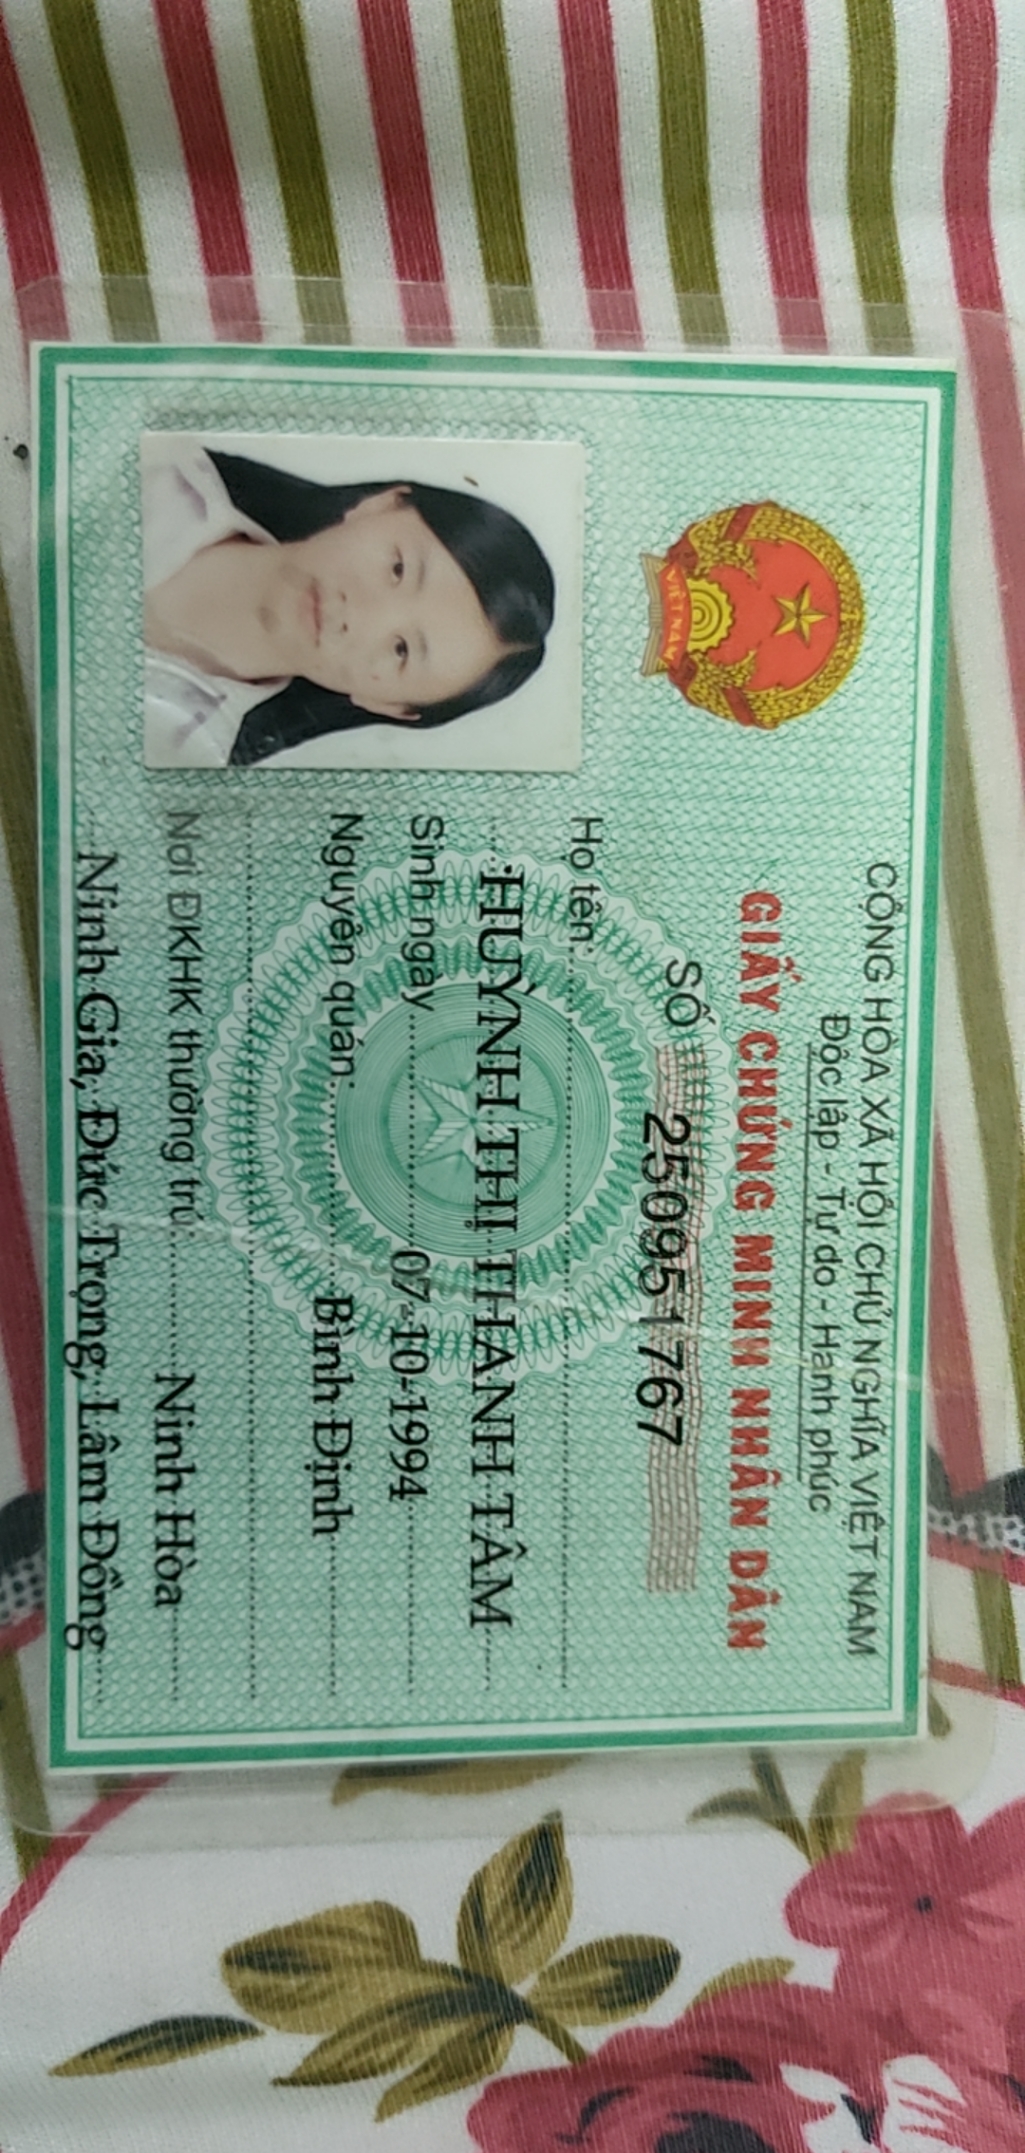 CỘNG HÒA XÃ HỘI CHỦ NGHĨA VIỆT NAM
Độc lập - Tự do - Hạnh phúc
GIẤY CHỨNG MINH NHÂN DÂN
SỐ 250951767
VIỆT NAM
Họ tên:
HUỲNH THỊ THANH TÂM
Sinh ngày 07-10-1994
Nguyên quán: Bình Định
Nơi ĐKHK thường trú: Ninh Hòa
Ninh Gia, Đức Trọng, Lâm Đồng